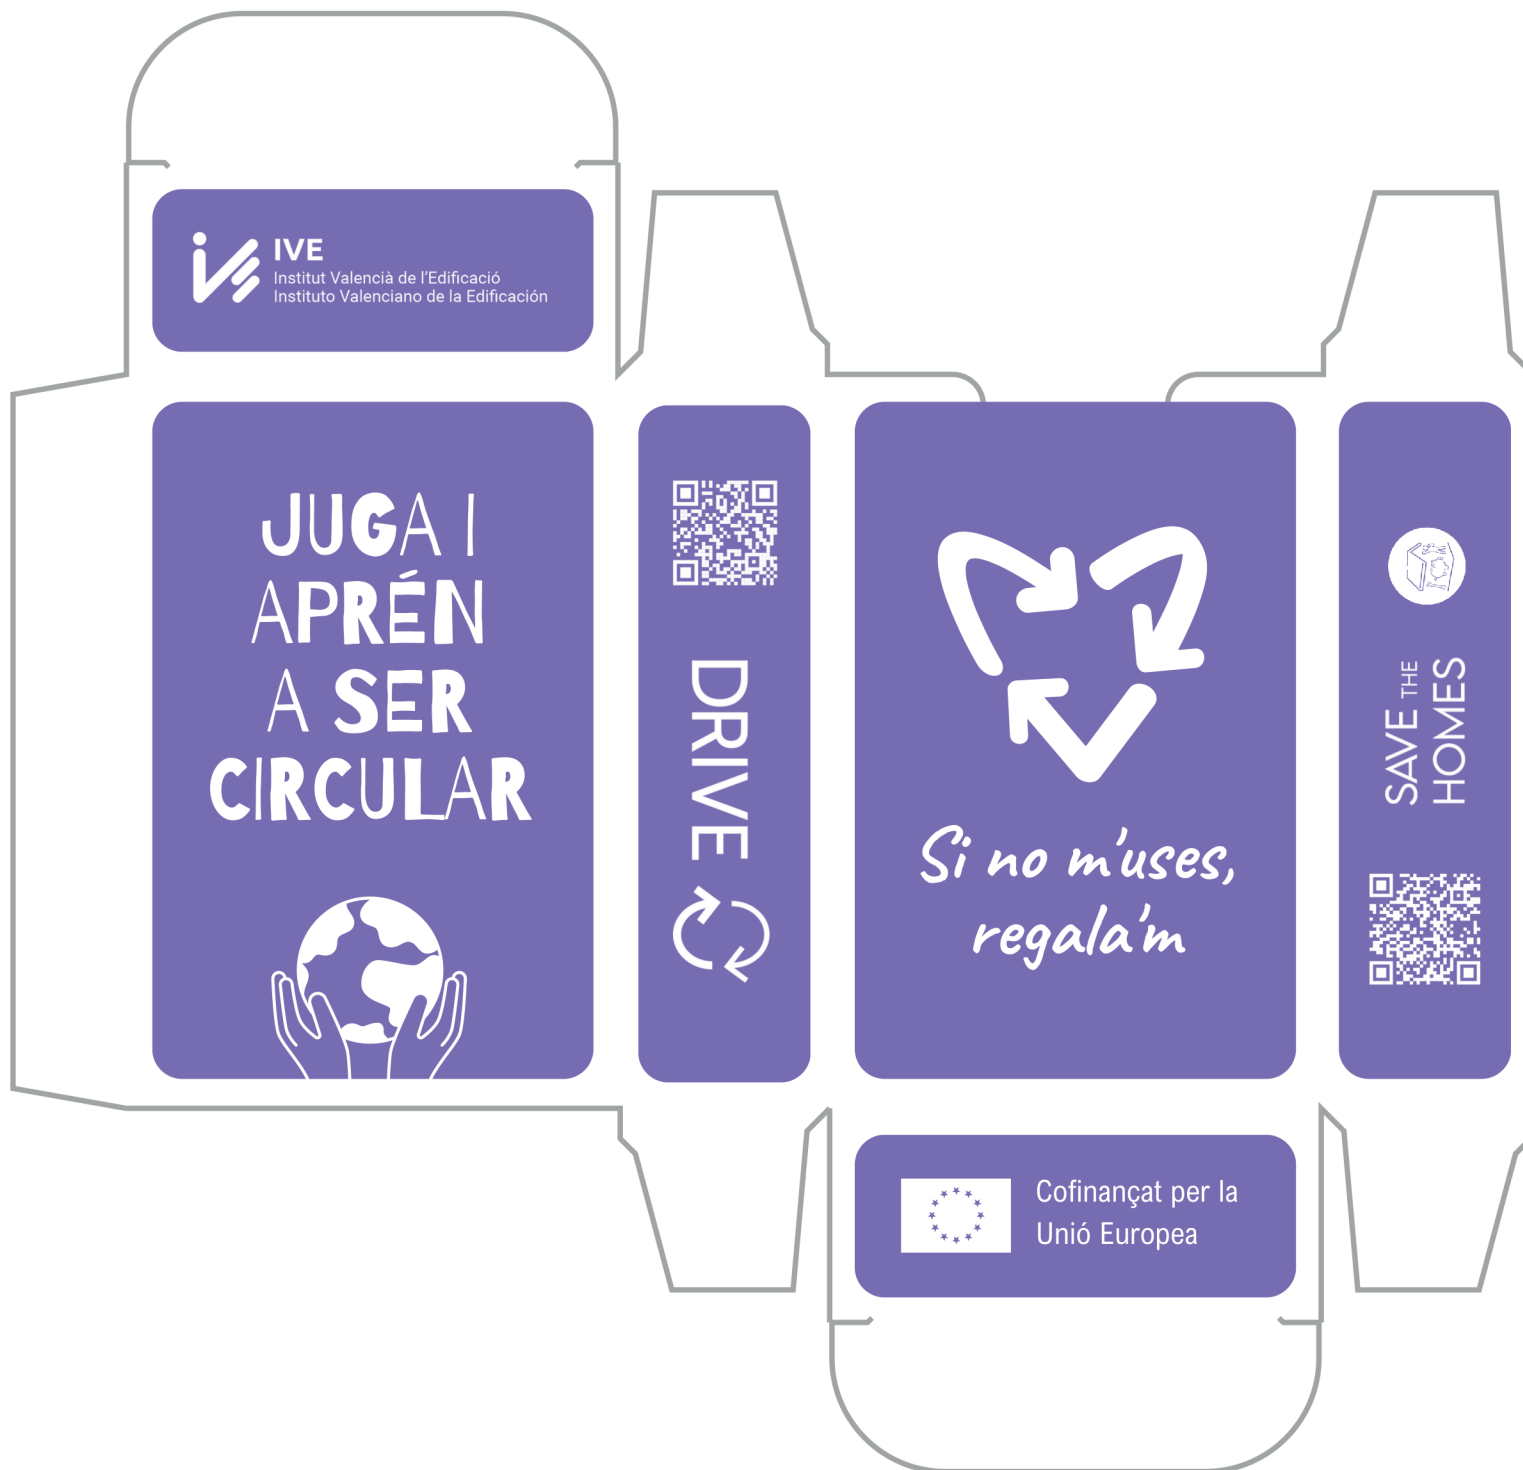 IVE
Institut Valencià de l'Edificació
Instituto Valenciano de la Edificación
JUGA I
APRÉN
A SER
CIRCULAR
DRIVE
Si no m'uses,
regala'm
SAVE THE
HOMES
Cofinançat per la
Unió Europea